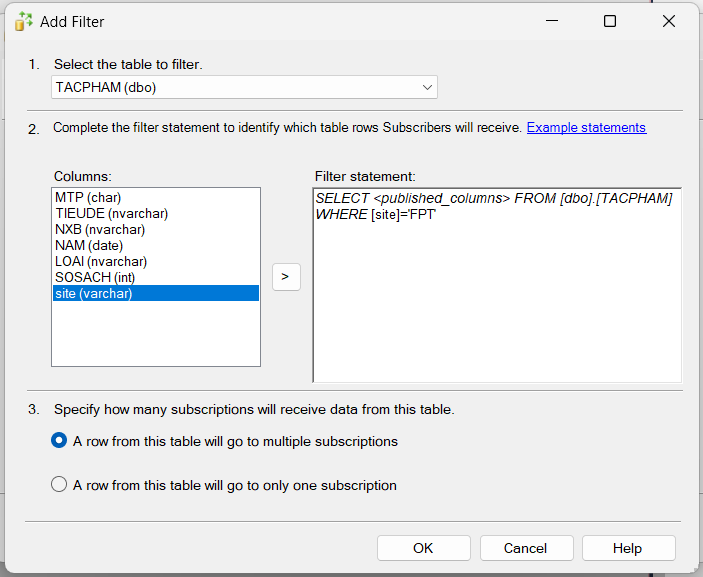 Add Filter
1. Select the table to filter.
TACPHAM (dbo)
2. Complete the filter statement to identify which table rows Subscribers will receive. Example statements
Columns:
MTP (char)
TIEUDE (nvarchar)
NXB (nvarchar)
NAM (date)
LOAI (nvarchar)
SOSACH (int)
site (varchar)
>
Filter statement:
SELECT <published_columns> FROM [dbo].[TACPHAM]
WHERE [site]='FPT'
3. Specify how many subscriptions will receive data from this table.
A row from this table will go to multiple subscriptions
A row from this table will go to only one subscription
OK Cancel Help